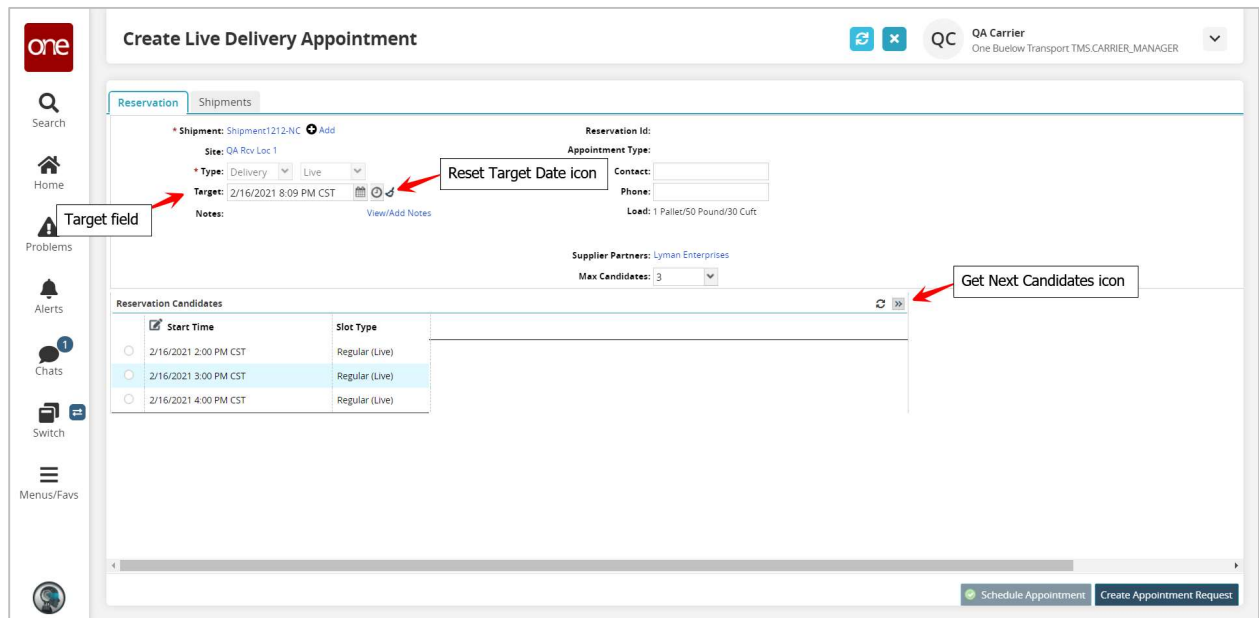 one
Create Live Delivery Appointment
QC
QA Carrier
One Buelow Transport TMS.CARRIER_MANAGER
Search
Home
Problems
Alerts
1
Chats
Switch
Menus/Favs
Reservation Shipments
* Shipment: Shipment1212-NC Add
Site: QA Rcv Loc 1
* Type: Delivery Live
Target: 2/16/2021 8:09 PM CST
Notes: View/Add Notes
Reset Target Date icon
Target field
Reservation Id:
Appointment Type:
Contact:
Phone:
Load: 1 Pallet/50 Pound/30 Cuft
Supplier Partners: Lyman Enterprises
Max Candidates: 3
Get Next Candidates icon
Reservation Candidates
Start Time Slot Type
2/16/2021 2:00 PM CST Regular (Live)
2/16/2021 3:00 PM CST Regular (Live)
2/16/2021 4:00 PM CST Regular (Live)
Schedule Appointment Create Appointment Request